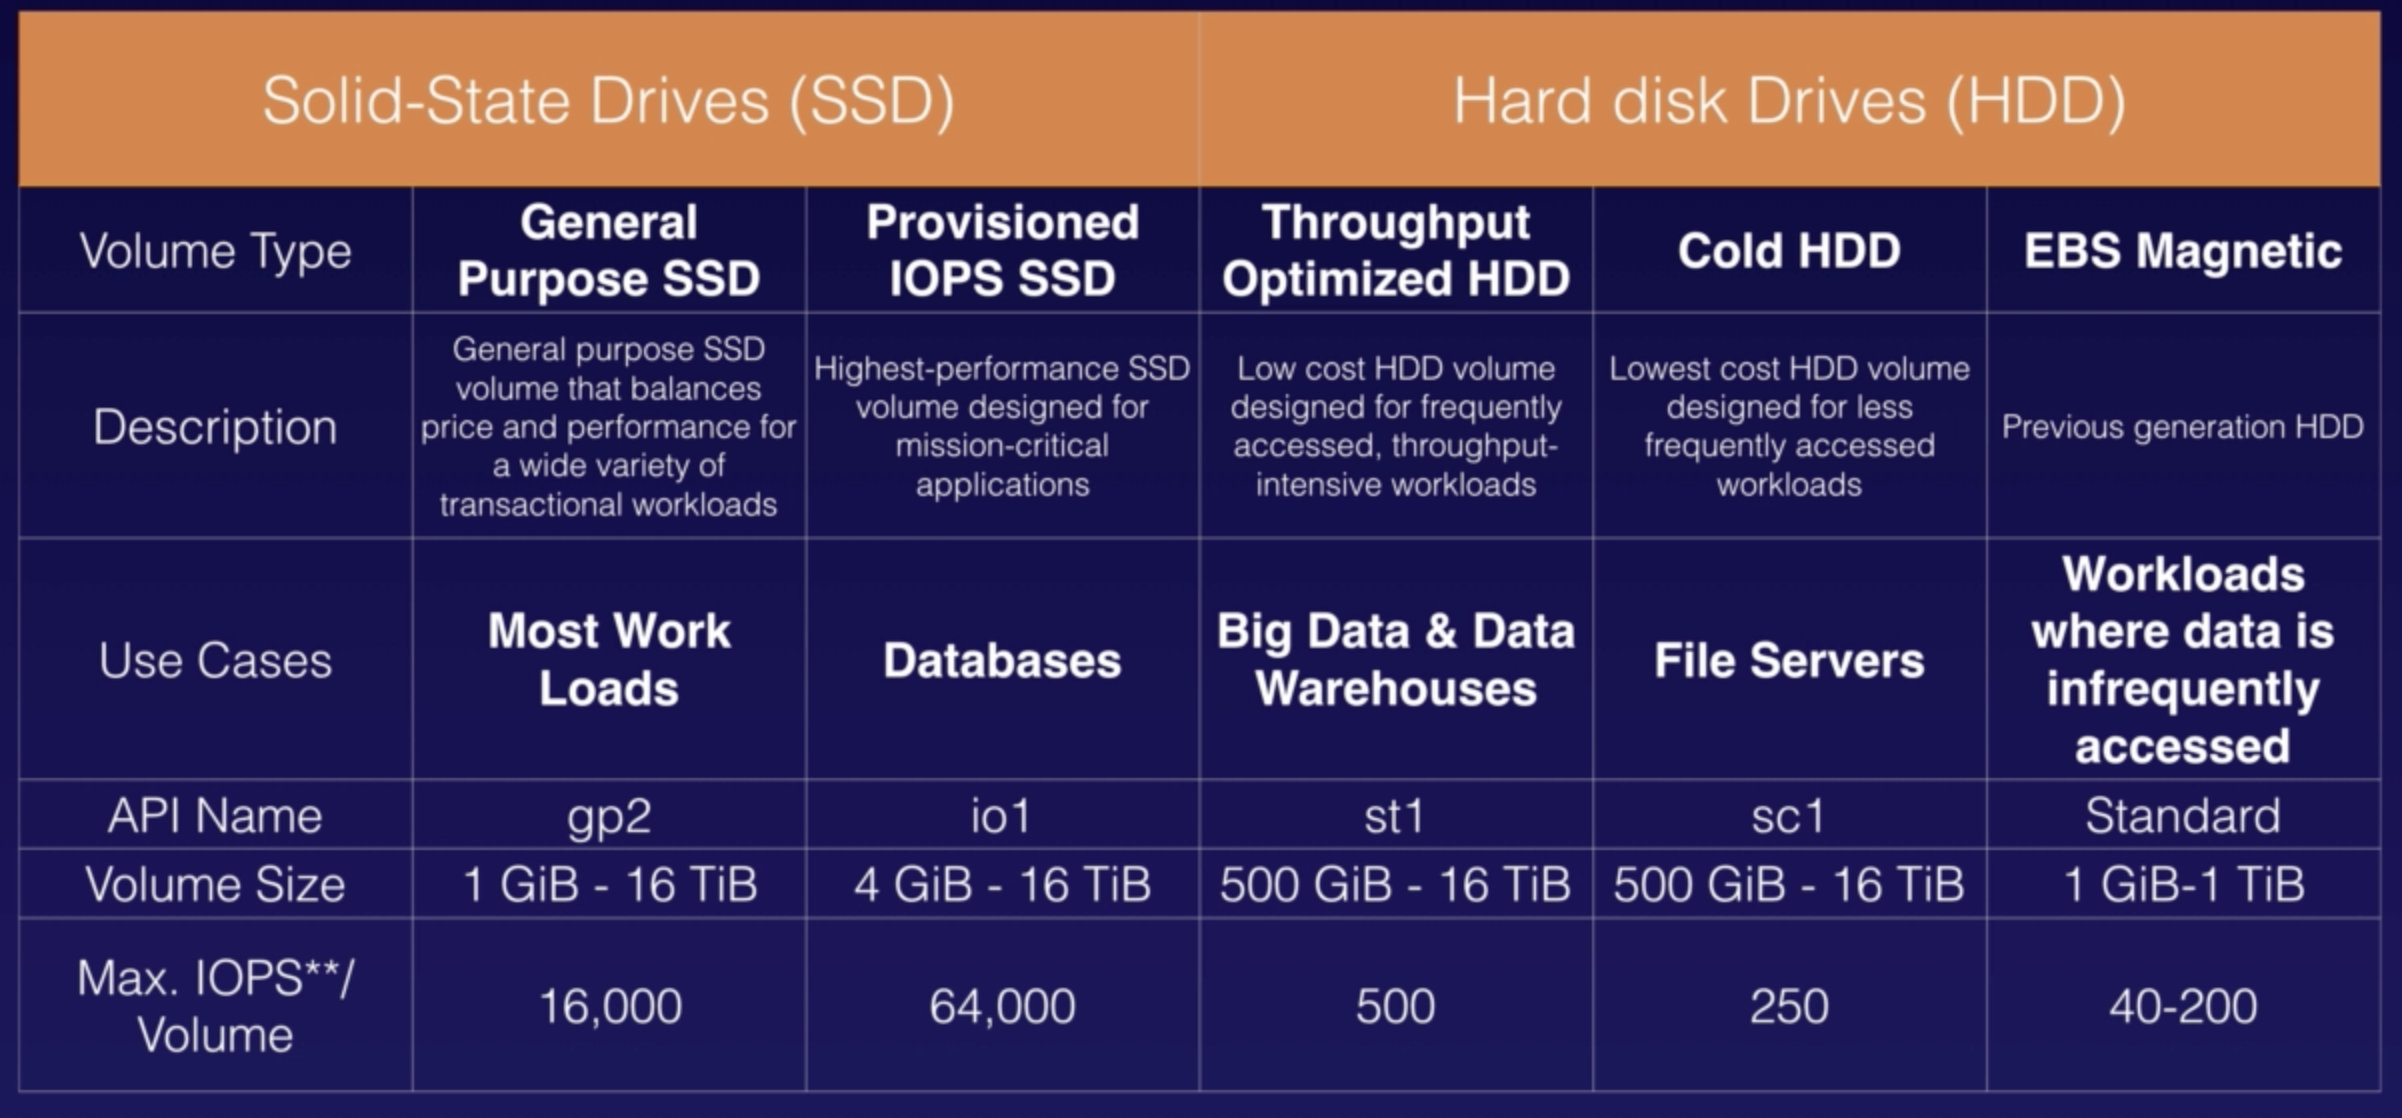 Solid-State Drives (SSD)
Hard disk Drives (HDD)
Volume Type
General
Purpose SSD
Provisioned
IOPS SSD
Throughput
Optimized HDD
Cold HDD
EBS Magnetic
Description
General purpose SSD
volume that balances
price and performance for
a wide variety of
transactional workloads
Highest-performance SSD
volume designed for
mission-critical
applications
Low cost HDD volume
designed for frequently
accessed, throughput-
intensive workloads
Lowest cost HDD volume
designed for less
frequently accessed
workloads
Previous generation HDD
Use Cases
Most Work
Loads
Databases
Big Data & Data
Warehouses
File Servers
Workloads
where data is
infrequently
accessed
API Name
gp2
io1
st1
sc1
Standard
Volume Size
1 GiB - 16 TiB
4 GiB - 16 TiB
500 GiB - 16 TiB
500 GiB - 16 TiB
1 GiB-1 TiB
Max. IOPS**/
Volume
16,000
64,000
500
250
40-200